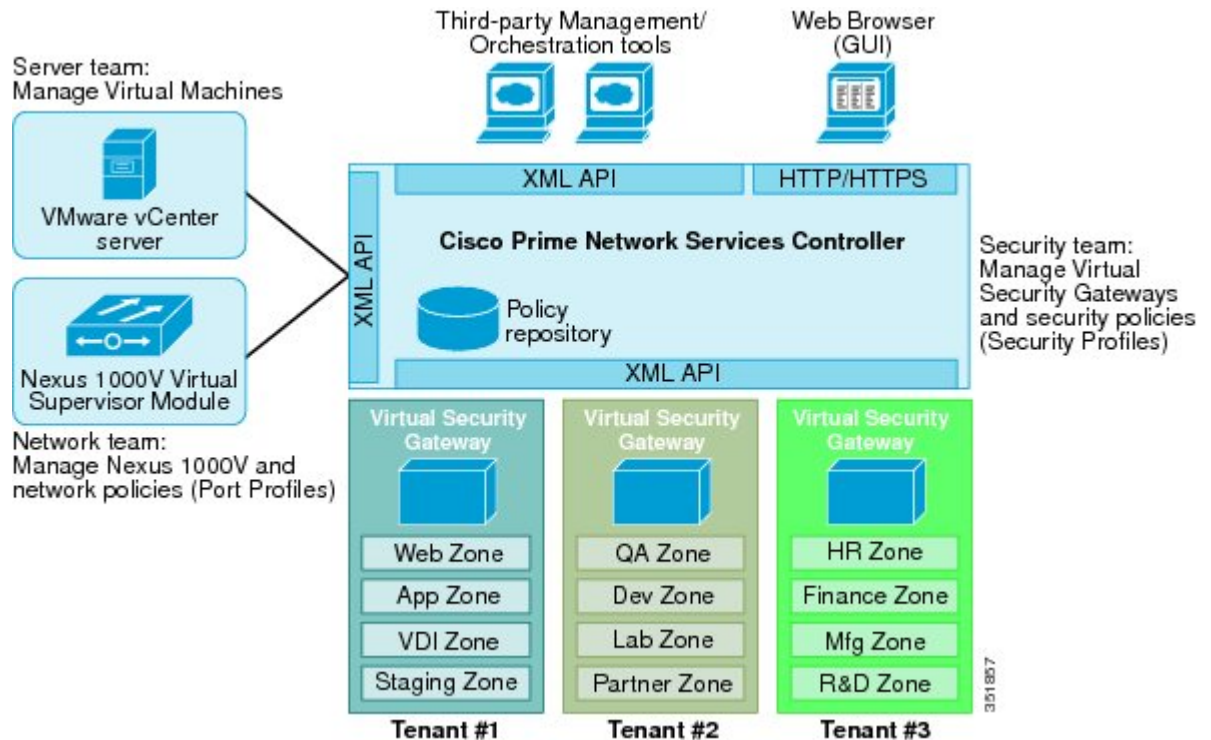 Third-party Management/
Orchestration tools
Web Browser
(GUI)
Server team:
Manage Virtual Machines
VMware vCenter
server
Nexus 1000V Virtual
Supervisor Module
Network team:
Manage Nexus 1000V and
network policies (Port Profiles)
XML API
HTTP/HTTPS
XML API
Cisco Prime Network Services Controller
Policy
repository
XML API
Security team:
Manage Virtual
Security Gateways
and security policies
(Security Profiles)
Virtual Security
Gateway
Web Zone
App Zone
VDI Zone
Staging Zone
Tenant #1
Virtual Security
Gateway
QA Zone
Dev Zone
Lab Zone
Partner Zone
Tenant #2
Virtual Security
Gateway
HR Zone
Finance Zone
Mfg Zone
R&D Zone
Tenant #3
351857